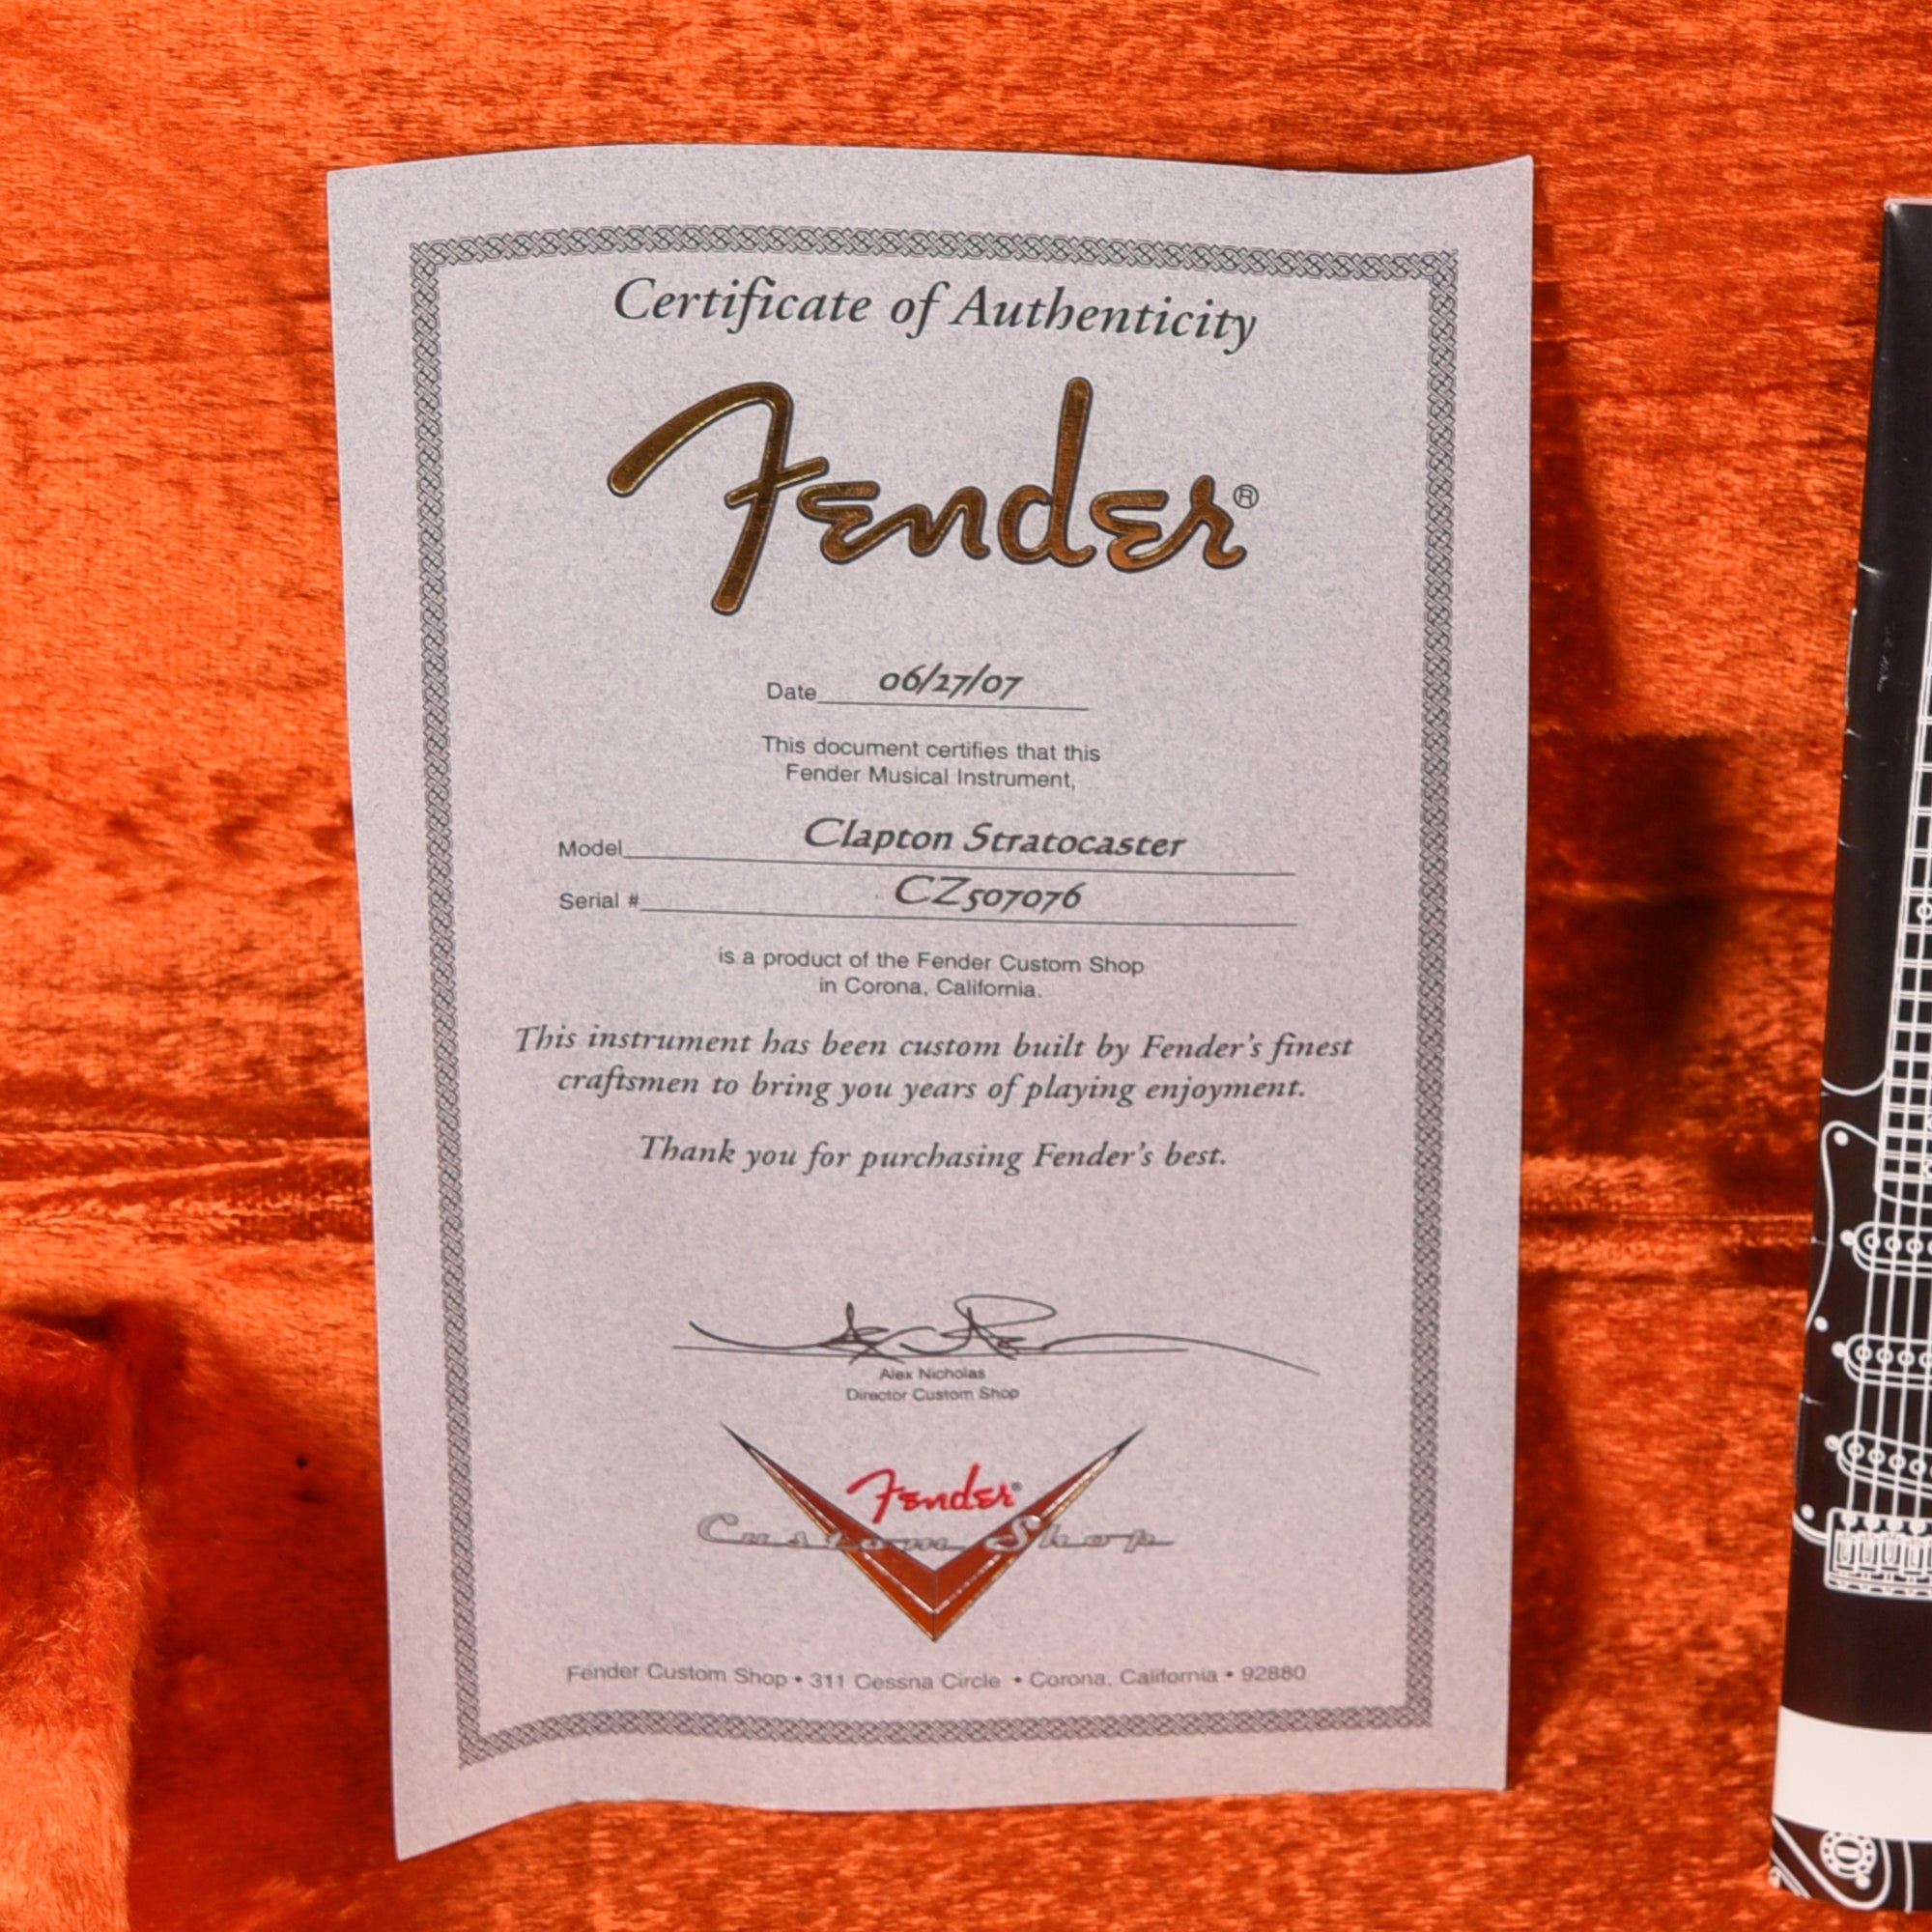 Certificate of Authenticity
Fender®
Date 06/27/07
This document certifies that this
Fender Musical Instrument,
Model Clapton Stratocaster
Serial # CZ507076
is a product of the Fender Custom Shop
in Corona, California.
This instrument has been custom built by Fender's finest
craftsmen to bring you years of playing enjoyment.
Thank you for purchasing Fender's best.
Alex Nicholas
Director Custom Shop
Fender®
Custom Shop
Fender Custom Shop • 311 Cessna Circle • Corona, California • 92880